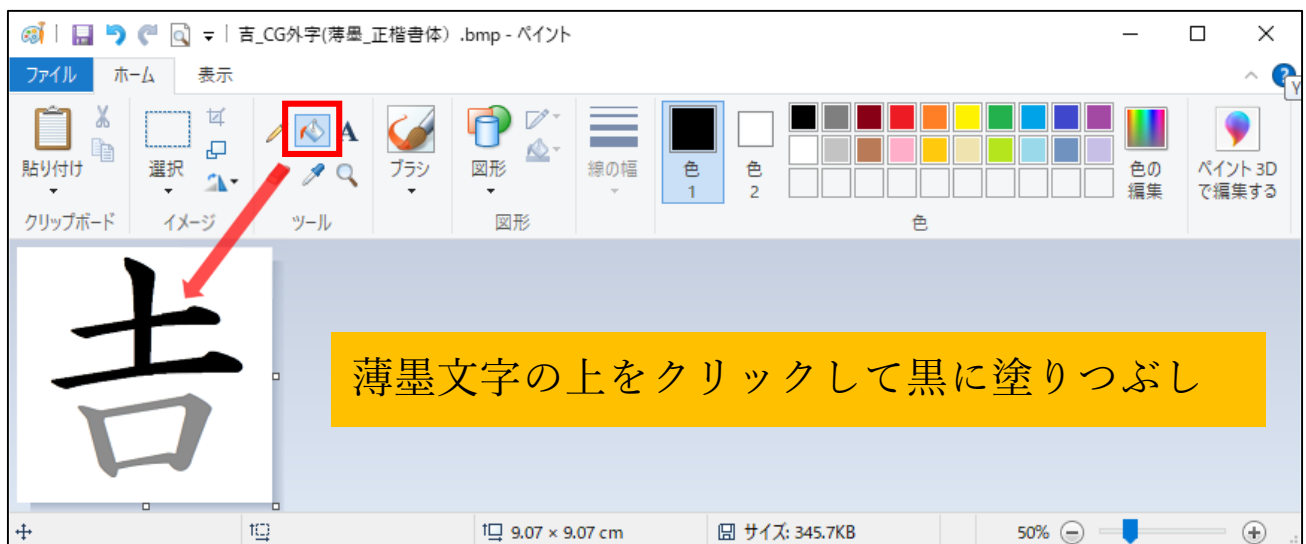 吉_CG外字(薄墨_正楷書体）.bmp - ペイント
ファイル ホーム 表示
貼り付け 選択 A ブラシ 図形 線の幅 色 1 色 2 色の編集 ペイント 3D で編集する
クリップボード イメージ ツール 図形 色
𠮷
薄墨文字の上をクリックして黒に塗りつぶし
9.07 × 9.07 cm サイズ: 345.7KB 50%